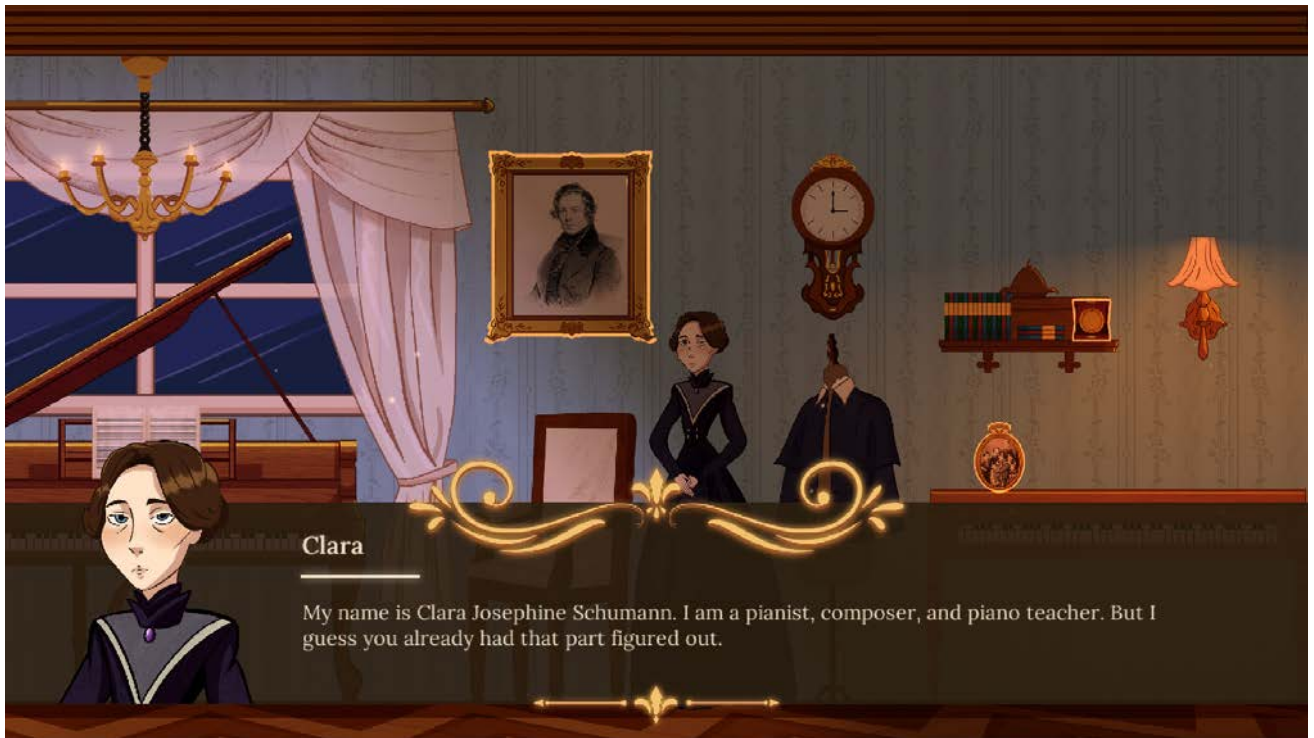 Clara
My name is Clara Josephine Schumann. I am a pianist, composer, and piano teacher. But I
guess you already had that part figured out.